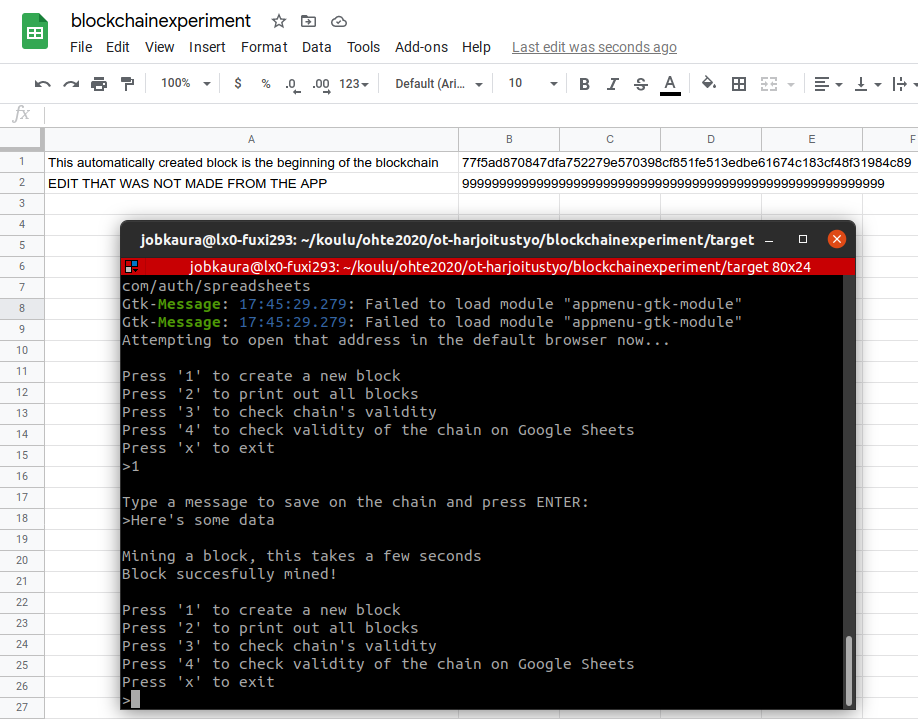 blockchainexperiment
File Edit View Insert Format Data Tools Add-ons Help Last edit was seconds ago
100% $ % .0 .00 123 Default (Ari... 10 B I S A
fx
A B C D E F
1 This automatically created block is the beginning of the blockchain 77f5ad870847dfa752279e570398cf851fe513edbe61674c183cf48f31984c89
2 EDIT THAT WAS NOT MADE FROM THE APP 9999999999999999999999999999999999999999999999999999999999999999
3
4
5
6
7
8
9
10
11
12
13
14
15
16
17
18
19
20
21
22
23
24
25
26
27
jobkaura@lx0-fuxi293: ~/koulu/ohte2020/ot-harjoitustyo/blockchainexperiment/target
jobkaura@lx0-fuxi293: ~/koulu/ohte2020/ot-harjoitustyo/blockchainexperiment/target 80x24
com/auth/spreadsheets
Gtk-Message: 17:45:29.279: Failed to load module "appmenu-gtk-module"
Gtk-Message: 17:45:29.279: Failed to load module "appmenu-gtk-module"
Attempting to open that address in the default browser now...
Press '1' to create a new block
Press '2' to print out all blocks
Press '3' to check chain's validity
Press '4' to check validity of the chain on Google Sheets
Press 'x' to exit
>1
Type a message to save on the chain and press ENTER:
>Here's some data
Mining a block, this takes a few seconds
Block succesfully mined!
Press '1' to create a new block
Press '2' to print out all blocks
Press '3' to check chain's validity
Press '4' to check validity of the chain on Google Sheets
Press 'x' to exit
>